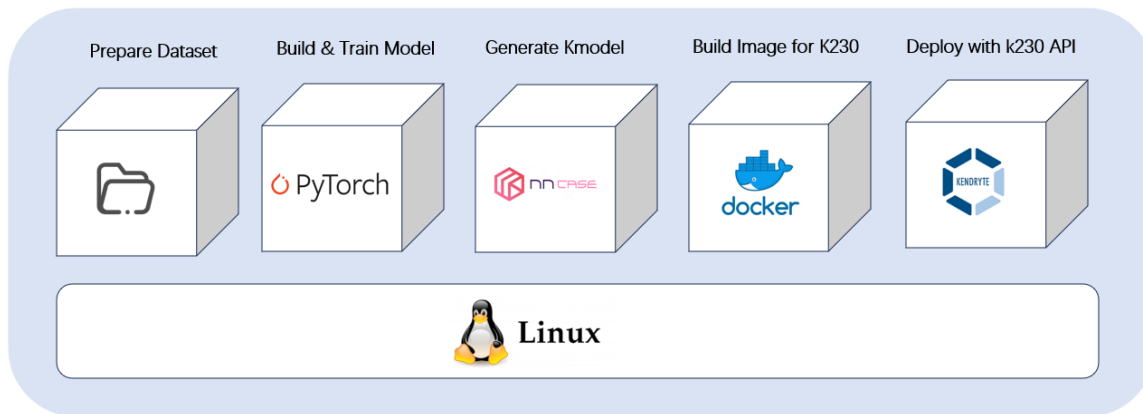 Prepare Dataset
Build & Train Model
Generate Kmodel
Build Image for K230
Deploy with k230 API
PyTorch
nncase
docker
KENDRYTE
Linux